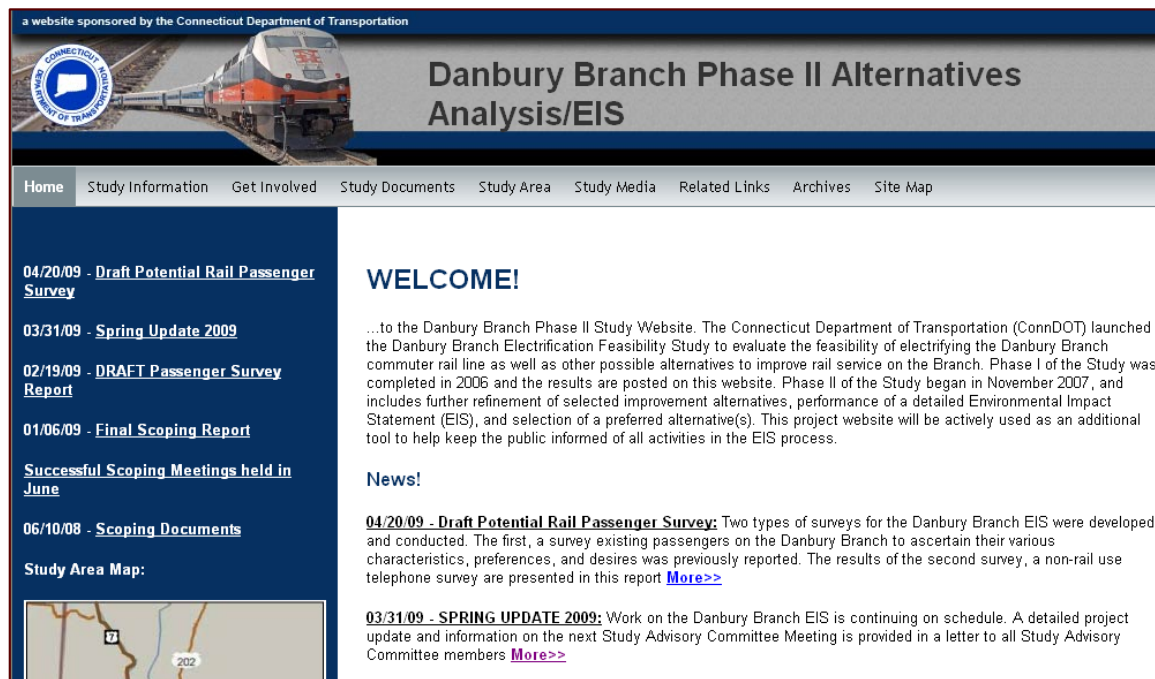 a website sponsored by the Connecticut Department of Transportation
CONNECTICUT
DEPARTMENT OF TRANSPORTATION
Danbury Branch Phase II Alternatives
Analysis/EIS
Home Study Information Get Involved Study Documents Study Area Study Media Related Links Archives Site Map
04/20/09 - Draft Potential Rail Passenger
Survey
03/31/09 - Spring Update 2009
02/19/09 - DRAFT Passenger Survey
Report
01/06/09 - Final Scoping Report
Successful Scoping Meetings held in
June
06/10/08 - Scoping Documents
Study Area Map:
7
202
WELCOME!
...to the Danbury Branch Phase II Study Website. The Connecticut Department of Transportation (ConnDOT) launched
the Danbury Branch Electrification Feasibility Study to evaluate the feasibility of electrifying the Danbury Branch
commuter rail line as well as other possible alternatives to improve rail service on the Branch. Phase I of the Study was
completed in 2006 and the results are posted on this website. Phase II of the Study began in November 2007, and
includes further refinement of selected improvement alternatives, performance of a detailed Environmental Impact
Statement (EIS), and selection of a preferred alternative(s). This project website will be actively used as an additional
tool to help keep the public informed of all activities in the EIS process.
News!
04/20/09 - Draft Potential Rail Passenger Survey: Two types of surveys for the Danbury Branch EIS were developed
and conducted. The first, a survey existing passengers on the Danbury Branch to ascertain their various
characteristics, preferences, and desires was previously reported. The results of the second survey, a non-rail use
telephone survey are presented in this report More>>
03/31/09 - SPRING UPDATE 2009: Work on the Danbury Branch EIS is continuing on schedule. A detailed project
update and information on the next Study Advisory Committee Meeting is provided in a letter to all Study Advisory
Committee members More>>